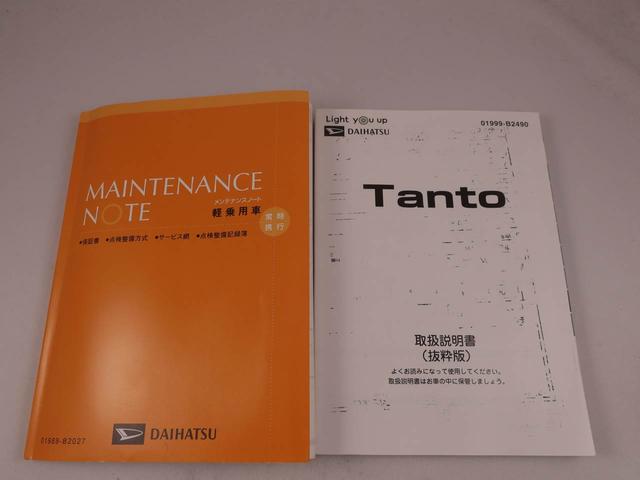 MAINTENANCE
NOTE
メンテナンスノート
軽乗用車
常時
携行
•保証書 •点検整備方式 •サービス網 •点検整備記録簿
01989-B2027
DAIHATSU
Light you up
DAIHATSU
01999-B2490
Tanto
取扱説明書
(抜粋版)
よくお読みになって使用してください。
取扱説明書はお車の中に保管しましょう。